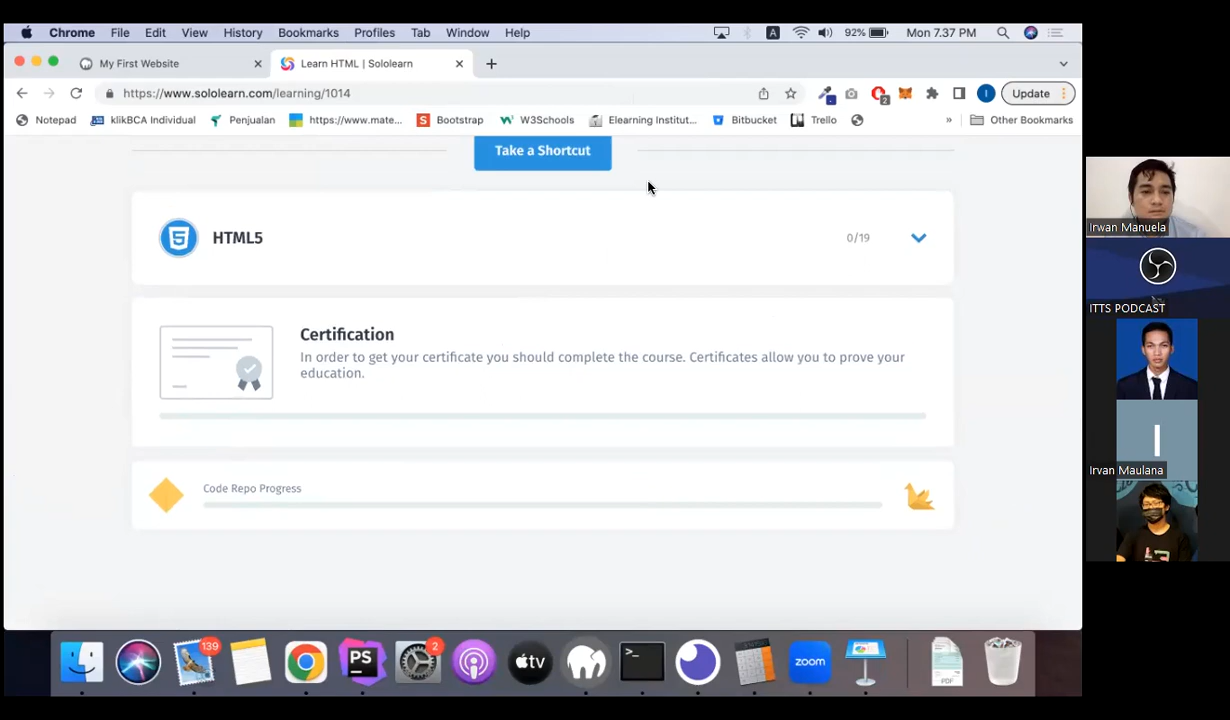 Chrome File Edit View History Bookmarks Profiles Tab Window Help A 92% Mon 7.37 PM
My First Website
Learn HTML | Sololearn
https://www.sololearn.com/learning/1014
2
I
Update
Notepad klikBCA Individual Penjualan https://www.mate... Bootstrap W3Schools Elearning Institut... Bitbucket Trello » Other Bookmarks
Take a Shortcut
HTML5
0/19
Certification
In order to get your certificate you should complete the course. Certificates allow you to prove your
education.
Code Repo Progress
Irwan Manuela
ITTS PODCAST
I
Irvan Maulana
139
PS
2
tv
>_
zoom
PDF